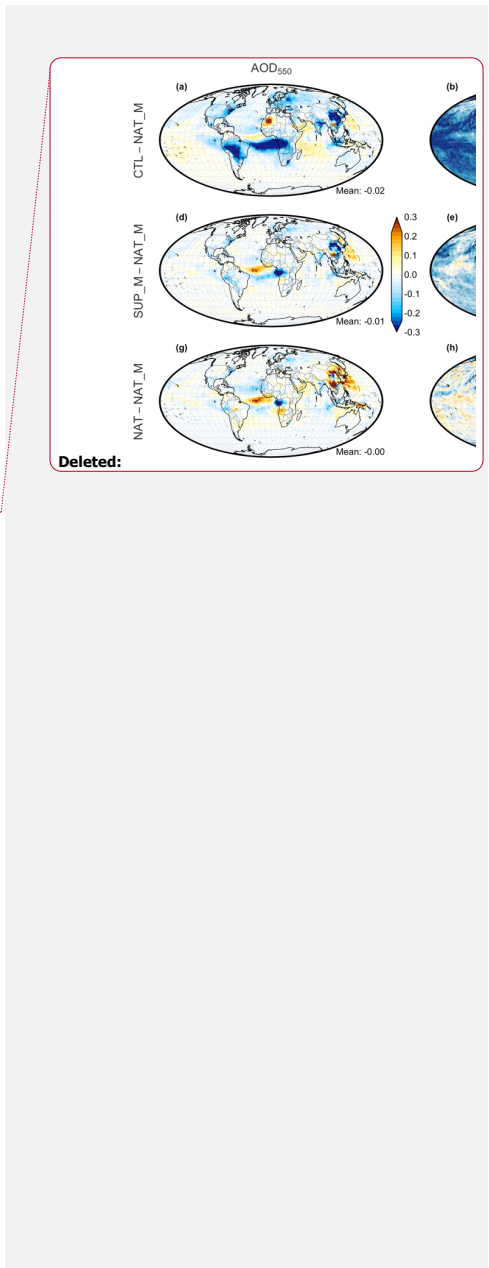 AOD₅₅₀
(a)
(b)
CTL – NAT_M
Mean: -0.02
(d)
(e)
SUP_M – NAT_M
0.3
0.2
0.1
0.0
-0.1
-0.2
-0.3
Mean: -0.01
(g)
(h)
NAT – NAT_M
Mean: -0.00
Deleted: